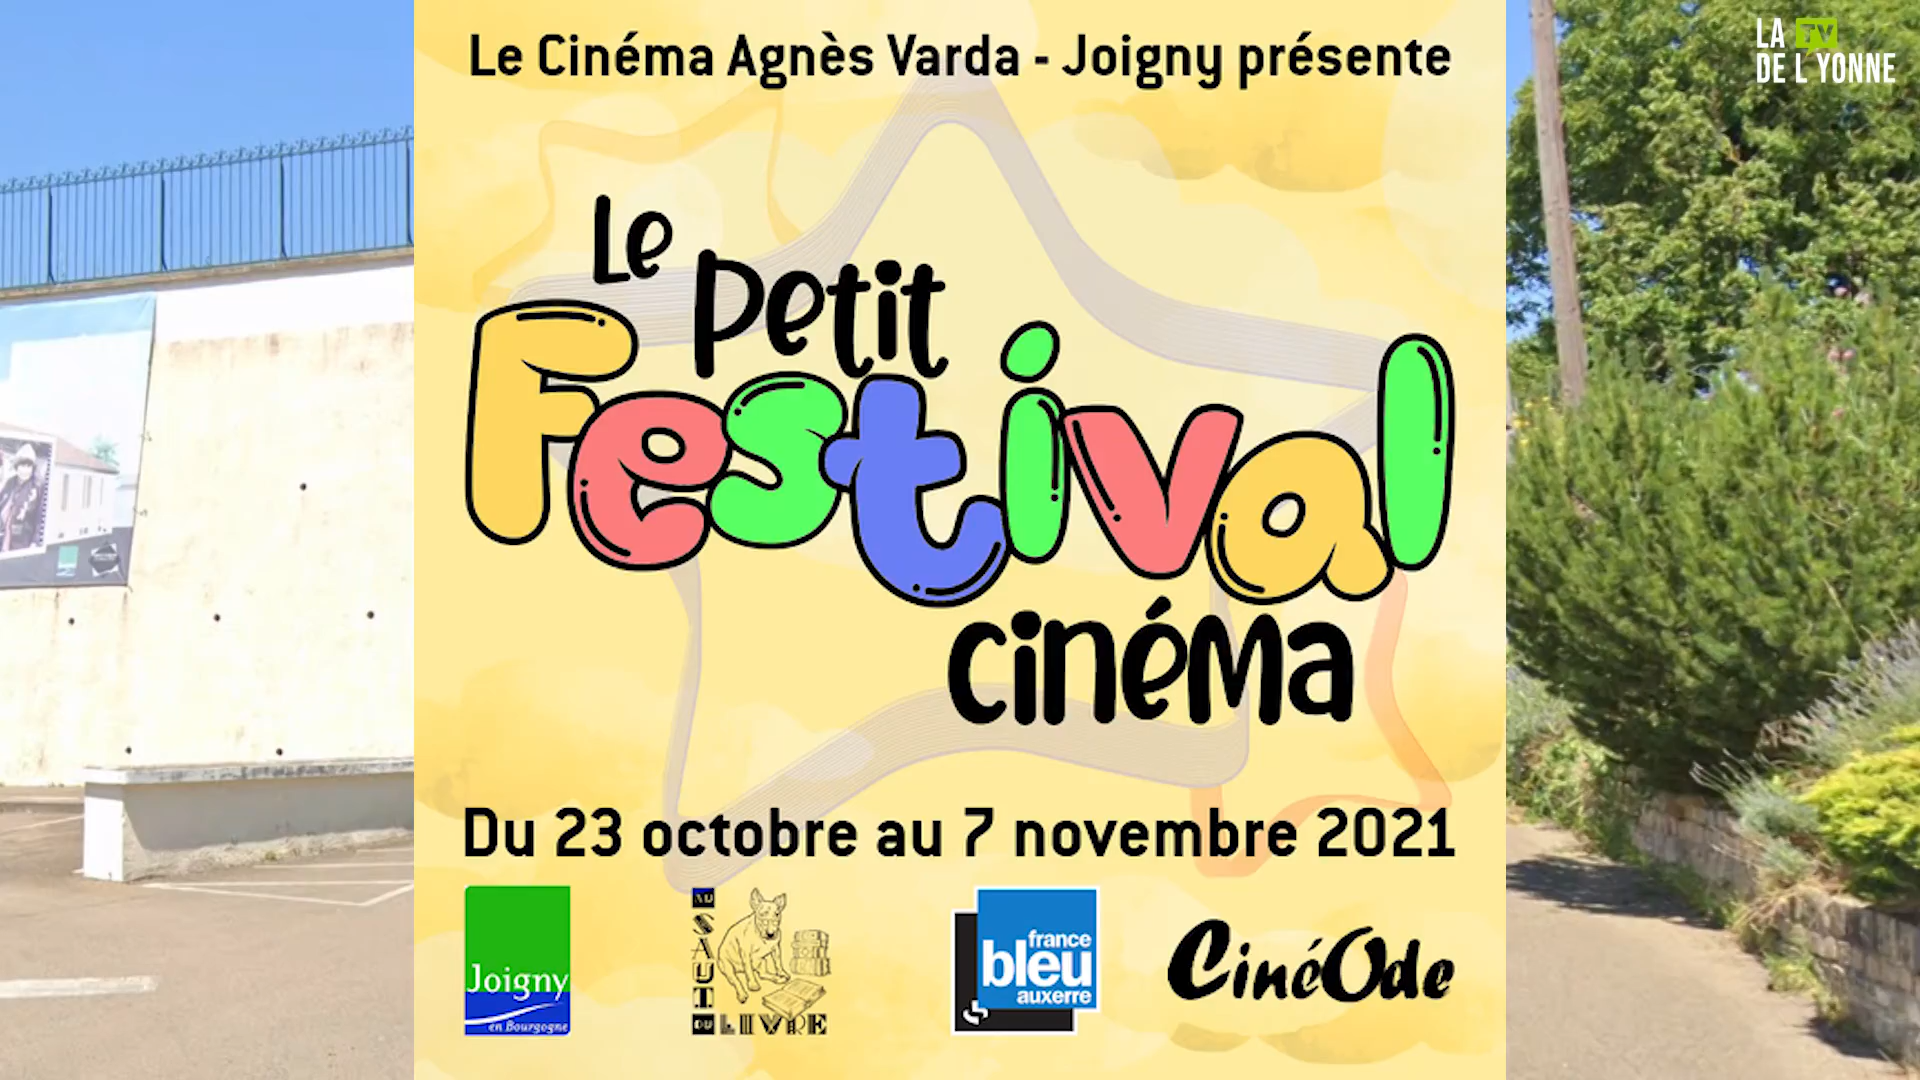 Le Cinéma Agnès Varda - Joigny présente
LA TV
DE L YONNE
Le
Petit
Festival
cinéma
Du 23 octobre au 7 novembre 2021
Joigny
en Bourgogne
AU
SAUT
DU LIVRE
france
bleu
auxerre
CinéOde